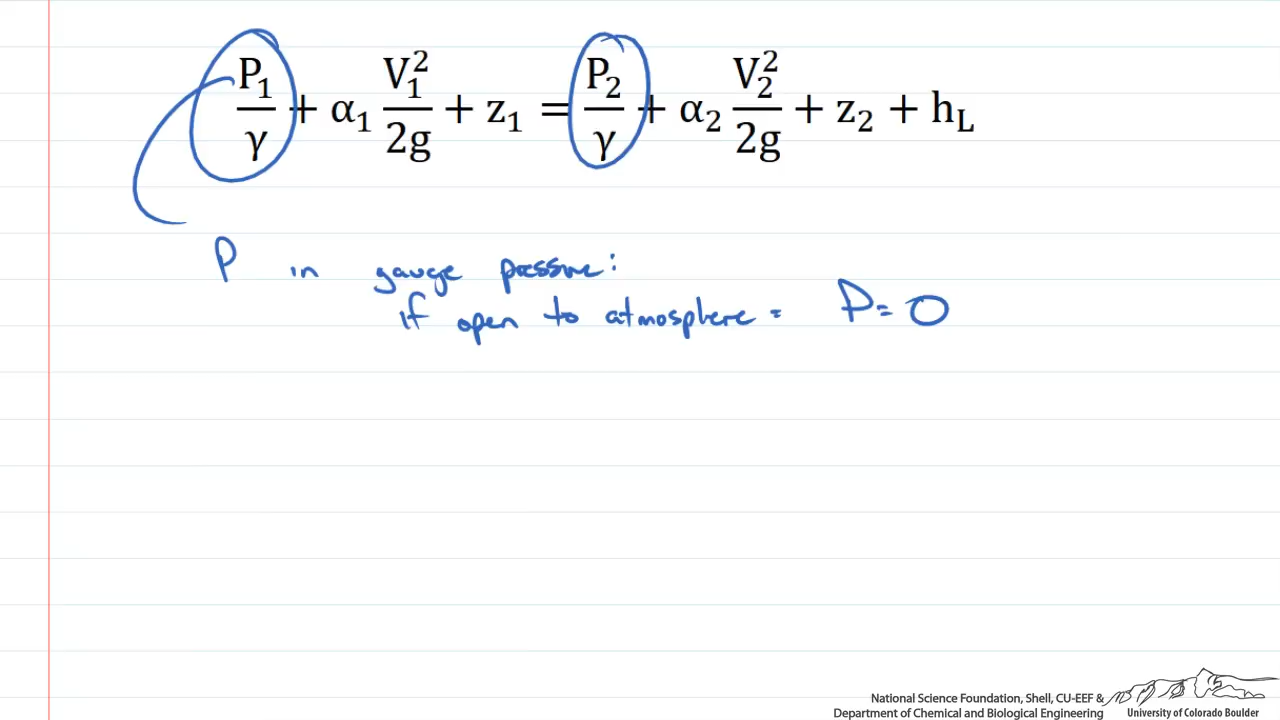 P₁/γ + α₁ V₁²/2g + z₁ = P₂/γ + α₂ V₂²/2g + z₂ + h_L
P in gauge pressure:
if open to atmosphere = P = 0
National Science Foundation, Shell, CU-EEF &
Department of Chemical and Biological Engineering
University of Colorado Boulder